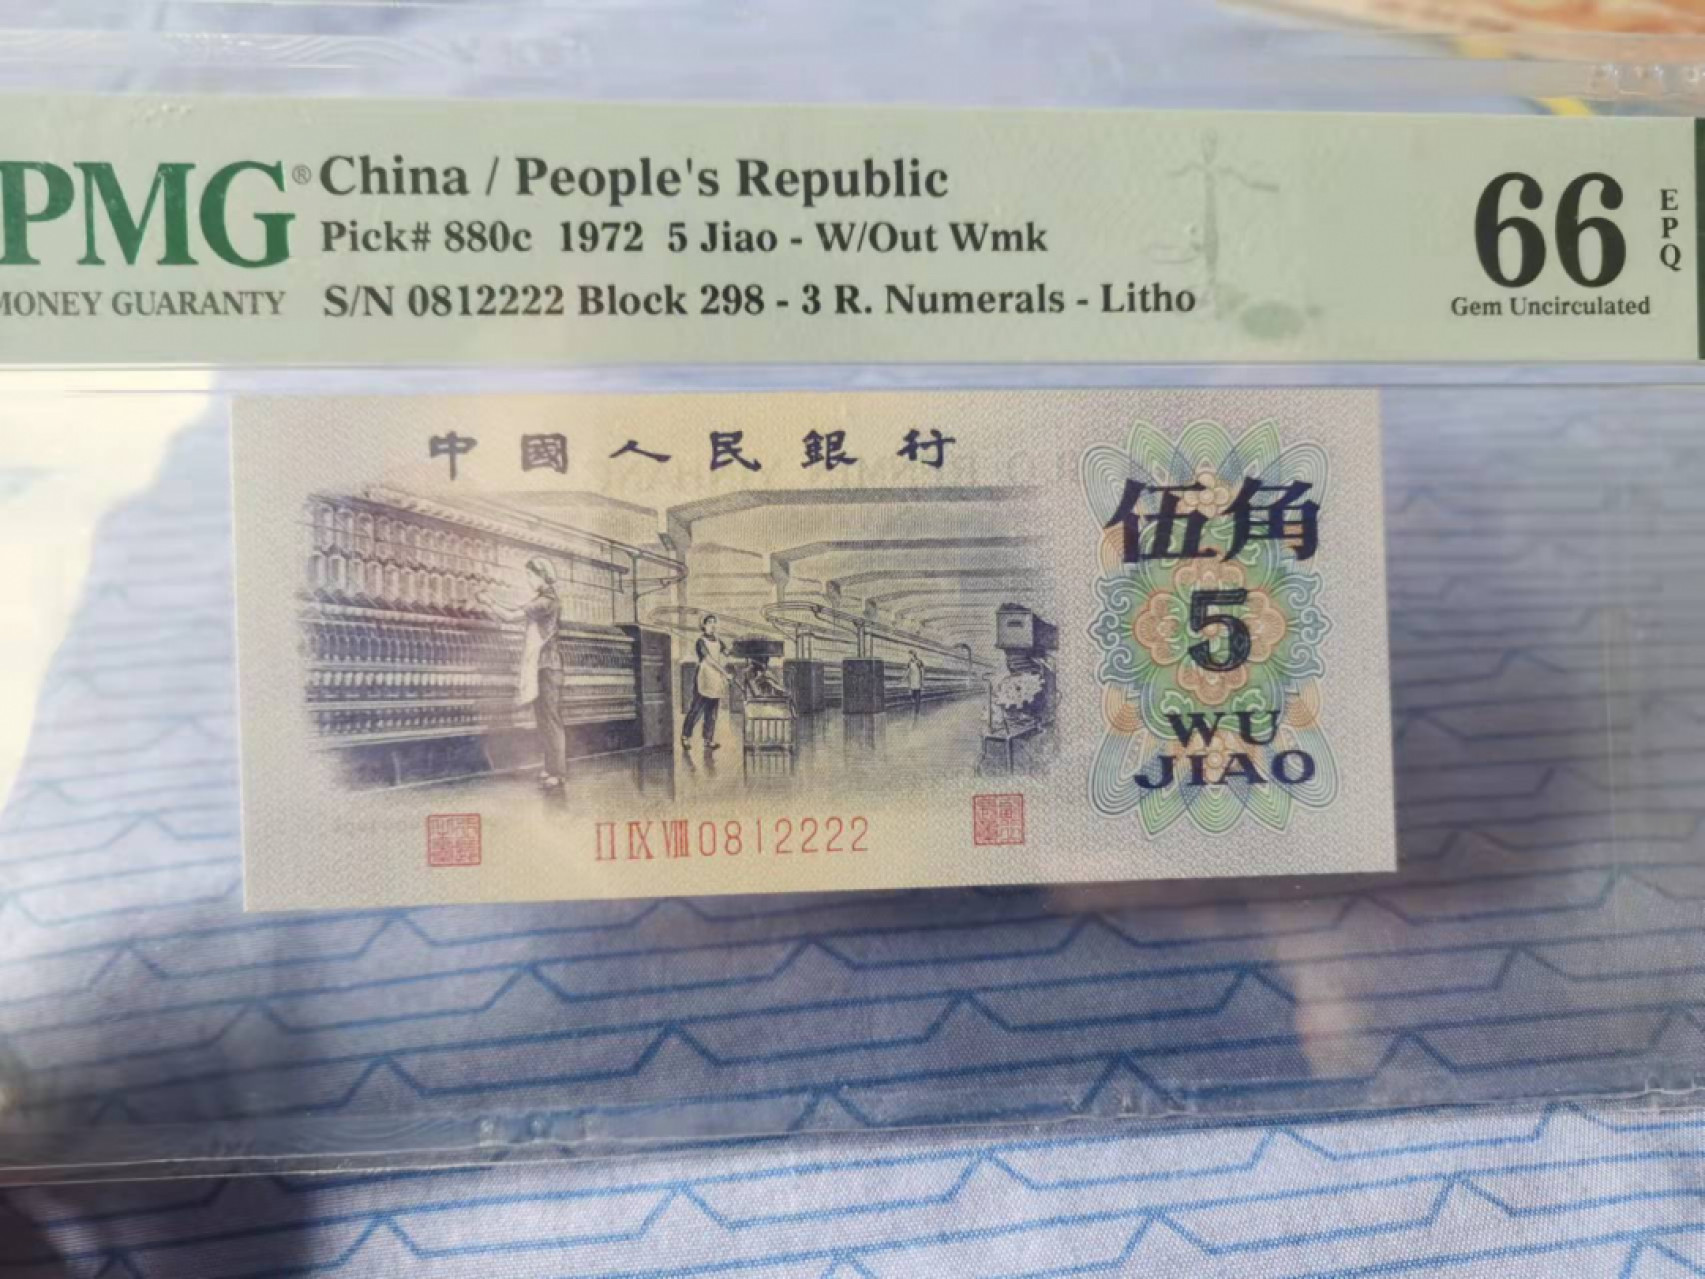 PMG® China / People's Republic
Pick# 880c 1972 5 Jiao - W/Out Wmk
MONEY GUARANTY S/N 0812222 Block 298 - 3 R. Numerals - Litho
66 EPQ
Gem Uncirculated
中國人民銀行
伍角
5
WU
JIAO
II IX VIII 0812222